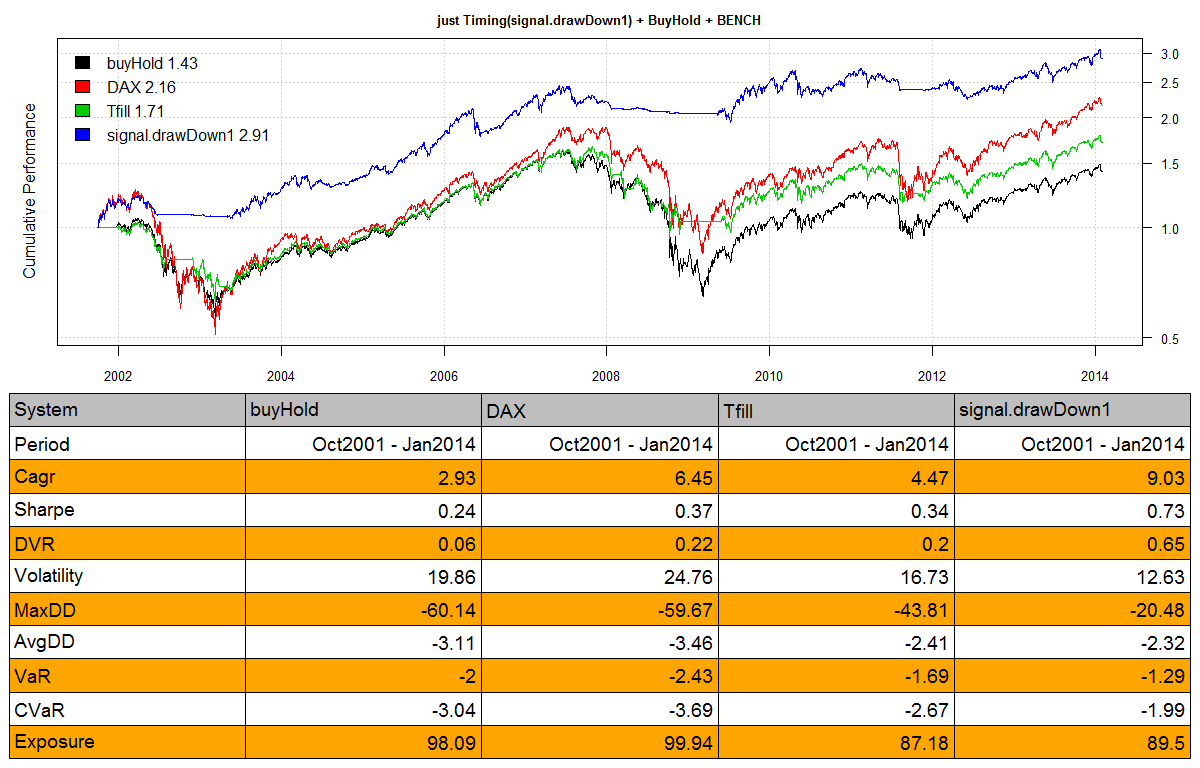 just Timing(signal.drawDown1) + BuyHold + BENCH
buyHold 1.43
DAX 2.16
Tfill 1.71
signal.drawDown1 2.91
Cumulative Performance
3.0
2.5
2.0
1.5
1.0
0.5
2002 2004 2006 2008 2010 2012 2014
System buyHold DAX Tfill signal.drawDown1
Period Oct2001 - Jan2014 Oct2001 - Jan2014 Oct2001 - Jan2014 Oct2001 - Jan2014
Cagr 2.93 6.45 4.47 9.03
Sharpe 0.24 0.37 0.34 0.73
DVR 0.06 0.22 0.2 0.65
Volatility 19.86 24.76 16.73 12.63
MaxDD -60.14 -59.67 -43.81 -20.48
AvgDD -3.11 -3.46 -2.41 -2.32
VaR -2 -2.43 -1.69 -1.29
CVaR -3.04 -3.69 -2.67 -1.99
Exposure 98.09 99.94 87.18 89.5